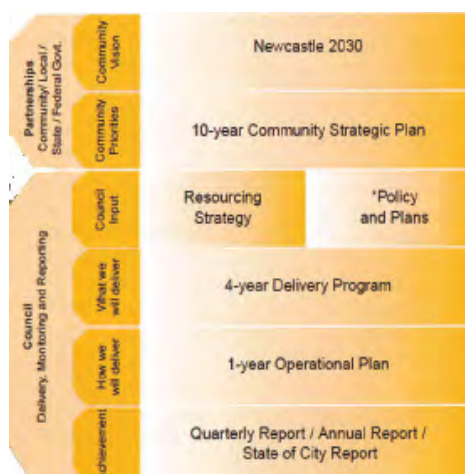 Partnerships
Community/ Local /
State / Federal Govt.
Community
Vision
Newcastle 2030
Community
Priorities
10-year Community Strategic Plan
Council
Delivery, Monitoring and Reporting
Council
Input
Resourcing
Strategy
*Policy
and Plans
What we
will deliver
4-year Delivery Program
How we
will deliver
1-year Operational Plan
chievement
Quarterly Report / Annual Report /
State of City Report